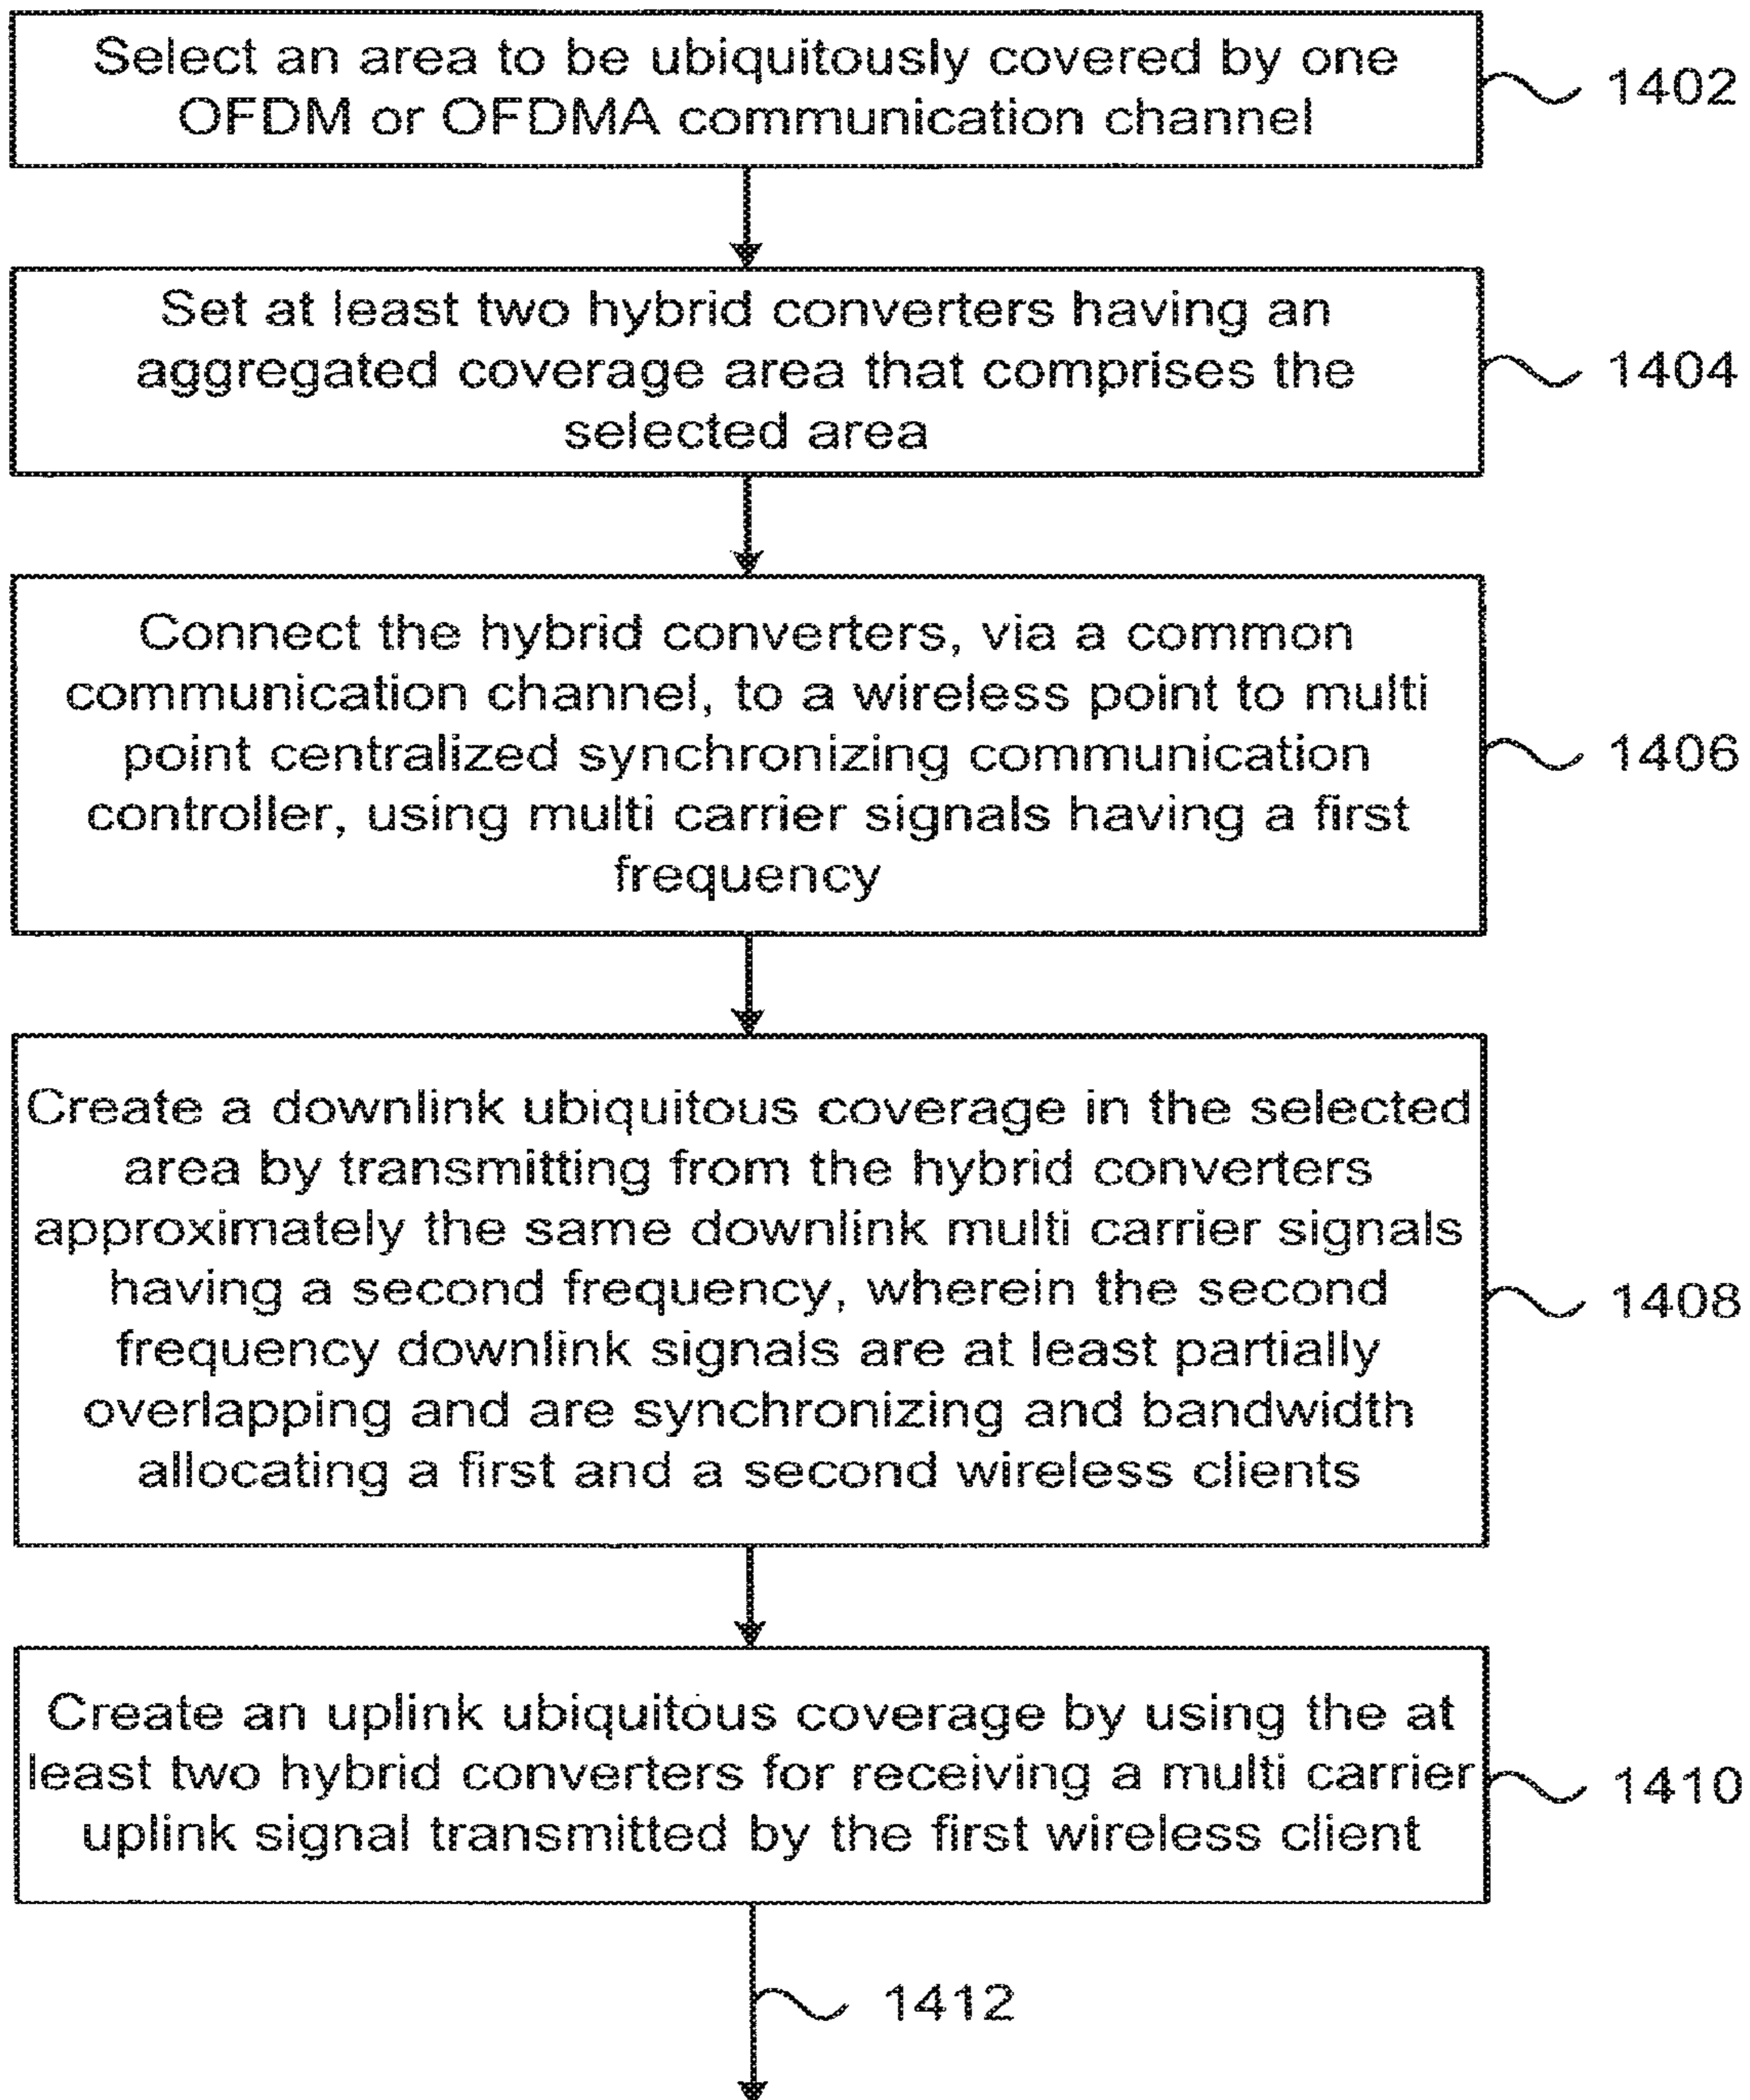 Select an area to be ubiquitously covered by one
OFDM or OFDMA communication channel
1402
Set at least two hybrid converters having an
aggregated coverage area that comprises the
selected area
1404
Connect the hybrid converters, via a common
communication channel, to a wireless point to multi
point centralized synchronizing communication
controller, using multi carrier signals having a first
frequency
1406
Create a downlink ubiquitous coverage in the selected
area by transmitting from the hybrid converters
approximately the same downlink multi carrier signals
having a second frequency, wherein the second
frequency downlink signals are at least partially
overlapping and are synchronizing and bandwidth
allocating a first and a second wireless clients
1408
Create an uplink ubiquitous coverage by using the at
least two hybrid converters for receiving a multi carrier
uplink signal transmitted by the first wireless client
1410
1412